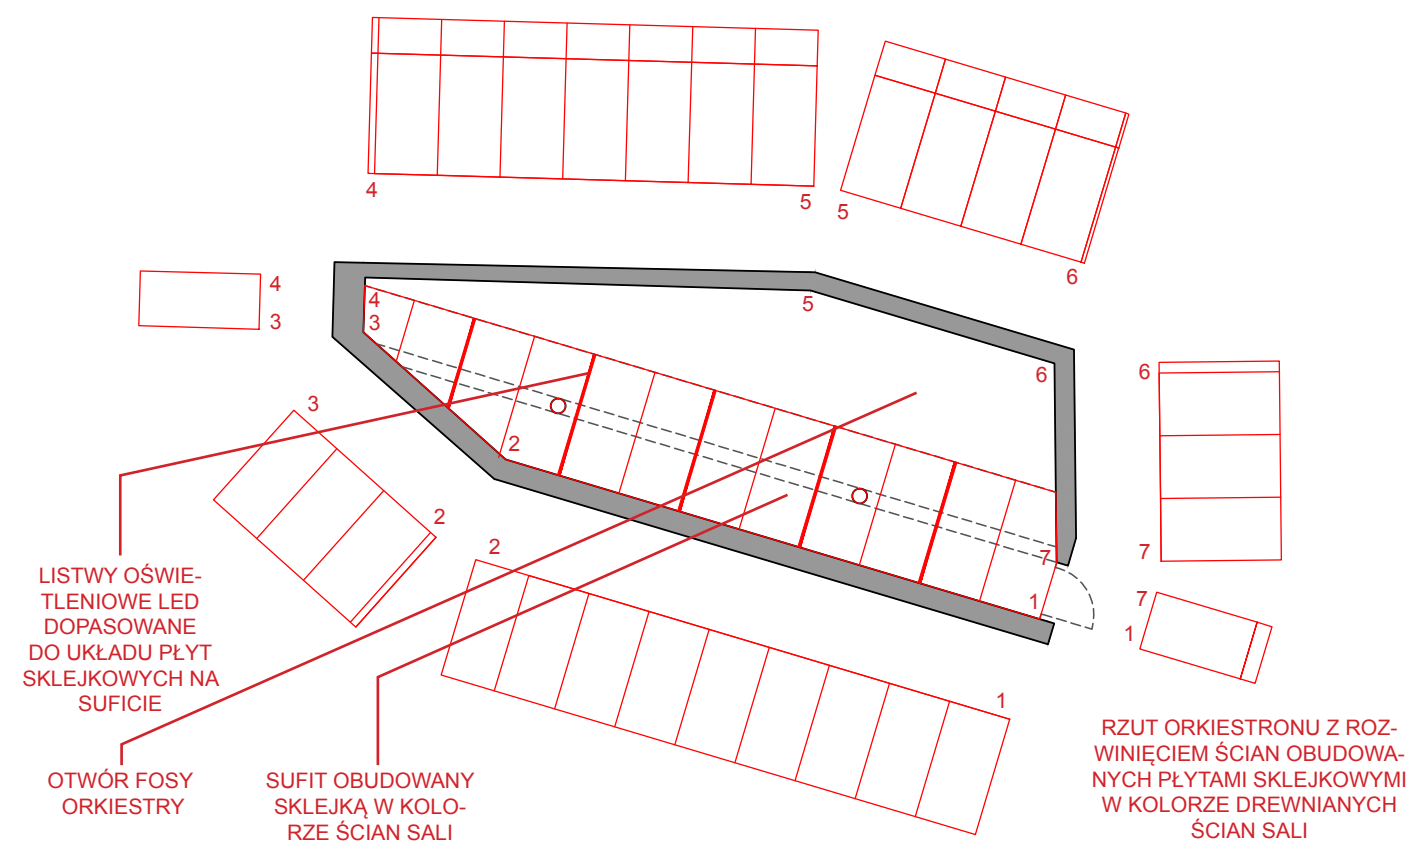 4
5
5
6
4
3
4
3
5
6
2
7
1
6
7
7
1
3
2
2
1
LISTWY OŚWIE-
TLENIOWE LED
DOPASOWANE
DO UKŁADU PŁYT
SKLEJKOWYCH NA
SUFICIE
OTWÓR FOSY
ORKIESTRY
SUFIT OBUDOWANY
SKLEJKĄ W KOLO-
RZE ŚCIAN SALI
RZUT ORKIESTRONU Z ROZ-
WINIĘCIEM ŚCIAN OBUDOWA-
NYCH PŁYTAMI SKLEJKOWYMI
W KOLORZE DREWNIANYCH
ŚCIAN SALI